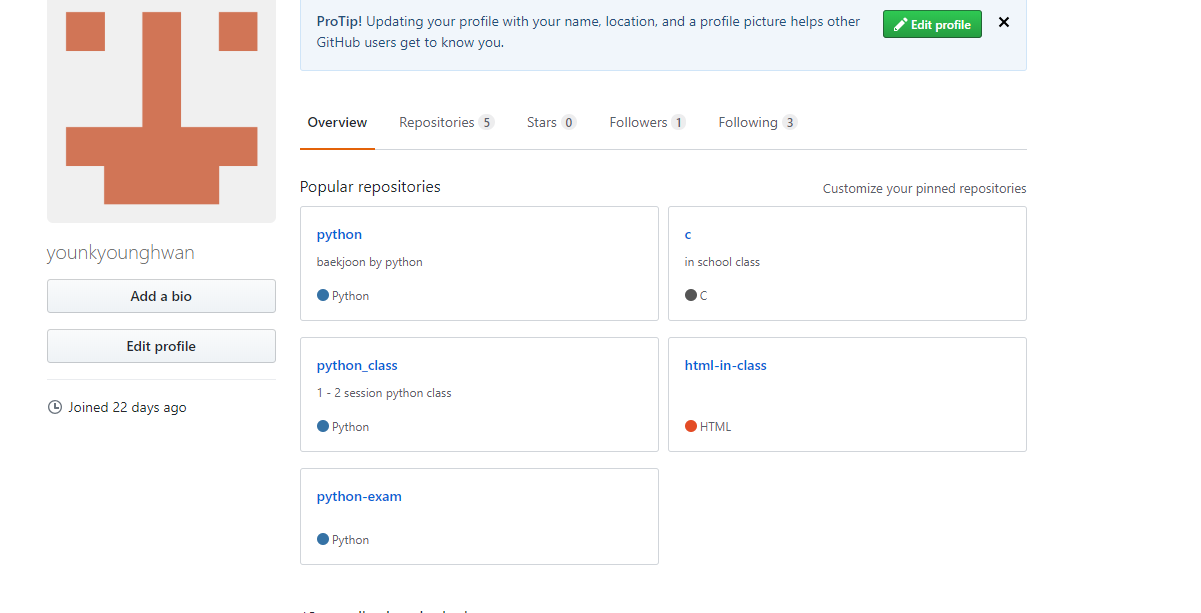 ProTip! Updating your profile with your name, location, and a profile picture helps other
GitHub users get to know you.
Edit profile
Overview
Repositories 5
Stars 0
Followers 1
Following 3
younkyounghwan
Add a bio
Edit profile
Joined 22 days ago
Popular repositories
Customize your pinned repositories
python
baekjoon by python
Python
c
in school class
C
python_class
1 - 2 session python class
Python
html-in-class
HTML
python-exam
Python